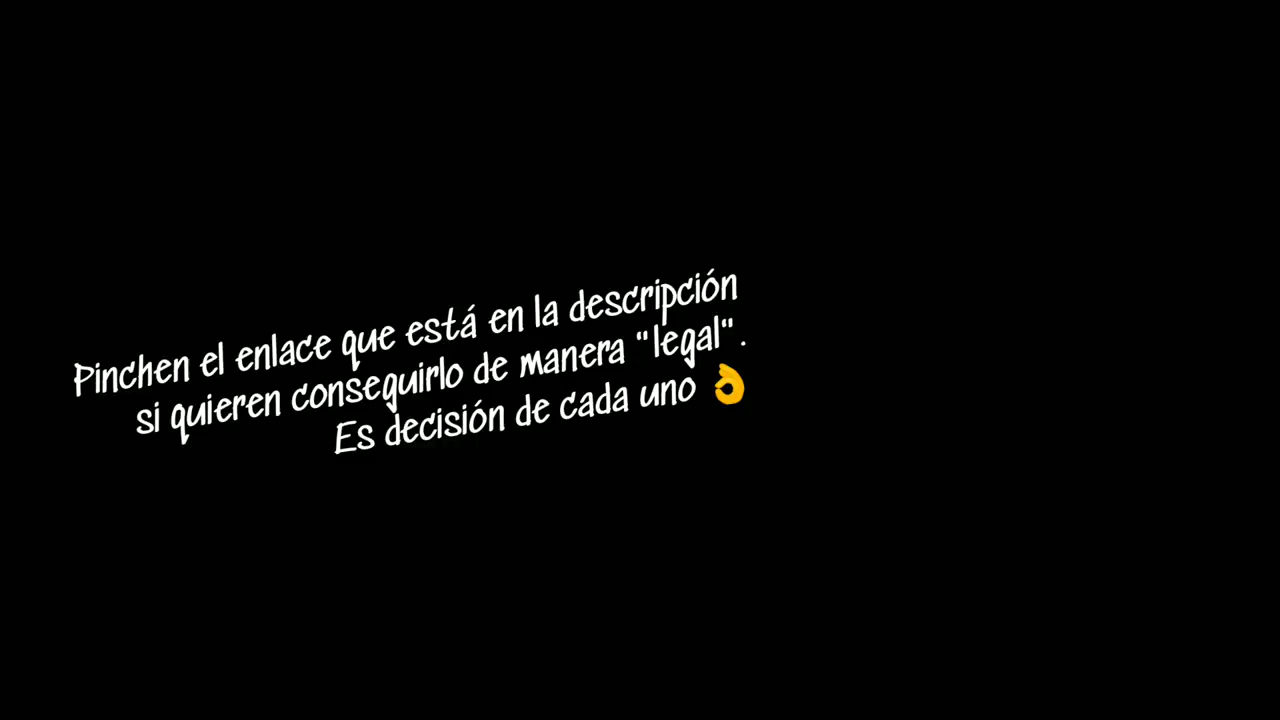 Pinchen el enlace que está en la descripción
si quieren conseguirlo de manera "legal".
Es decisión de cada uno 👌